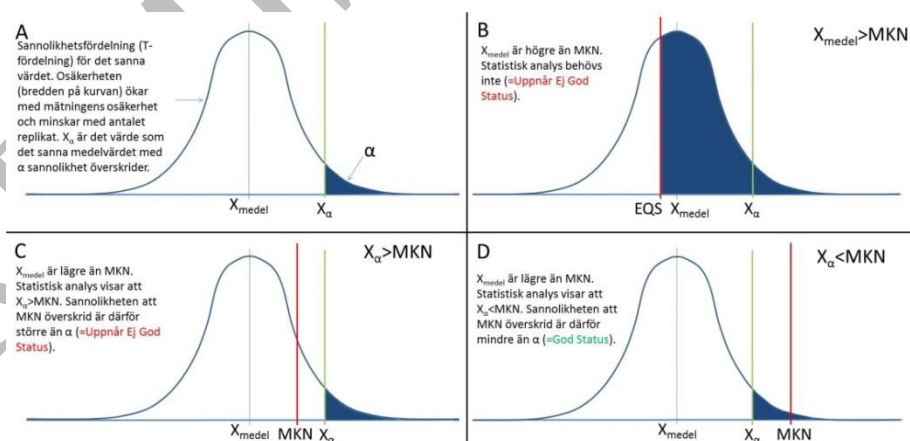 A
Sannolikhetsfördelning (T-
fördelning) för det sanna
värdet. Osäkerheten
(bredden på kurvan) ökar
med mätningens osäkerhet
och minskar med antalet
replikat. Xα är det värde som
det sanna medelvärdet med
α sannolikhet överskrider.
α
Xmedel Xα
B
Xmedel>MKN
Xmedel är högre än MKN.
Statistisk analys behövs
inte (=Uppnår Ej God
Status).
EQS Xmedel Xα
C
Xα>MKN
Xmedel är lägre än MKN.
Statistisk analys visar att
Xα>MKN. Sannolikheten att
MKN överskrid är därför
större än α (=Uppnår Ej God
Status).
Xmedel MKN Xα
D
Xα<MKN
Xmedel är lägre än MKN.
Statistisk analys visar att
Xα<MKN. Sannolikheten att
MKN överskrid är därför
mindre än α (=God Status).
Xmedel Xα MKN